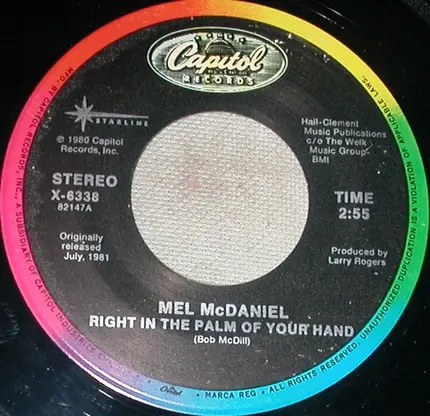 Capitol
RECORDS
STARLINE
℗ 1980 Capitol
Records, Inc.
Hall-Clement
Music Publications
c/o The Welk
Music Group-
BMI
STEREO
X-6338
82147A
TIME
2:55
Originally
released
July, 1981
Produced by
Larry Rogers
MEL McDANIEL
RIGHT IN THE PALM OF YOUR HAND
(Bob McDill)
MFD. BY CAPITOL RECORDS, INC., A SUBSIDIARY OF CAPITOL INDUSTRIES
Capitol • MARCA REG • ALL RIGHTS RESERVED. UNAUTHORIZED DUPLICATION IS A VIOLATION OF APPLICABLE LAWS.